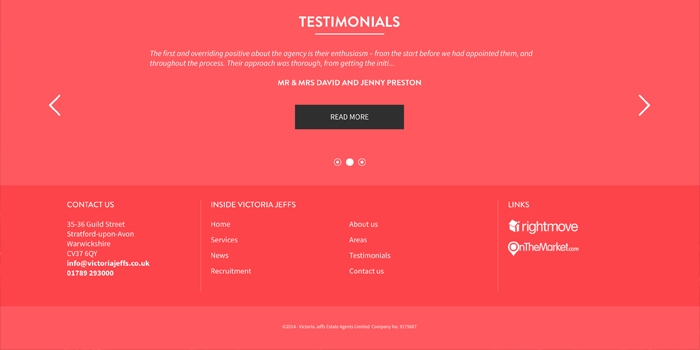 TESTIMONIALS
The first and overriding positive about the agency is their enthusiasm – from the start before we had appointed them, and
throughout the process. Their approach was thorough, from getting the initi...
MR & MRS DAVID AND JENNY PRESTON
READ MORE
CONTACT US
35-36 Guild Street
Stratford-upon-Avon
Warwickshire
CV37 6QY
info@victoriajeffs.co.uk
01789 293000
INSIDE VICTORIA JEFFS
Home
Services
News
Recruitment
About us
Areas
Testimonials
Contact us
LINKS
rightmove
OnTheMarket.com
©2024 - Victoria Jeffs Estate Agents Limited Company No. 9175667